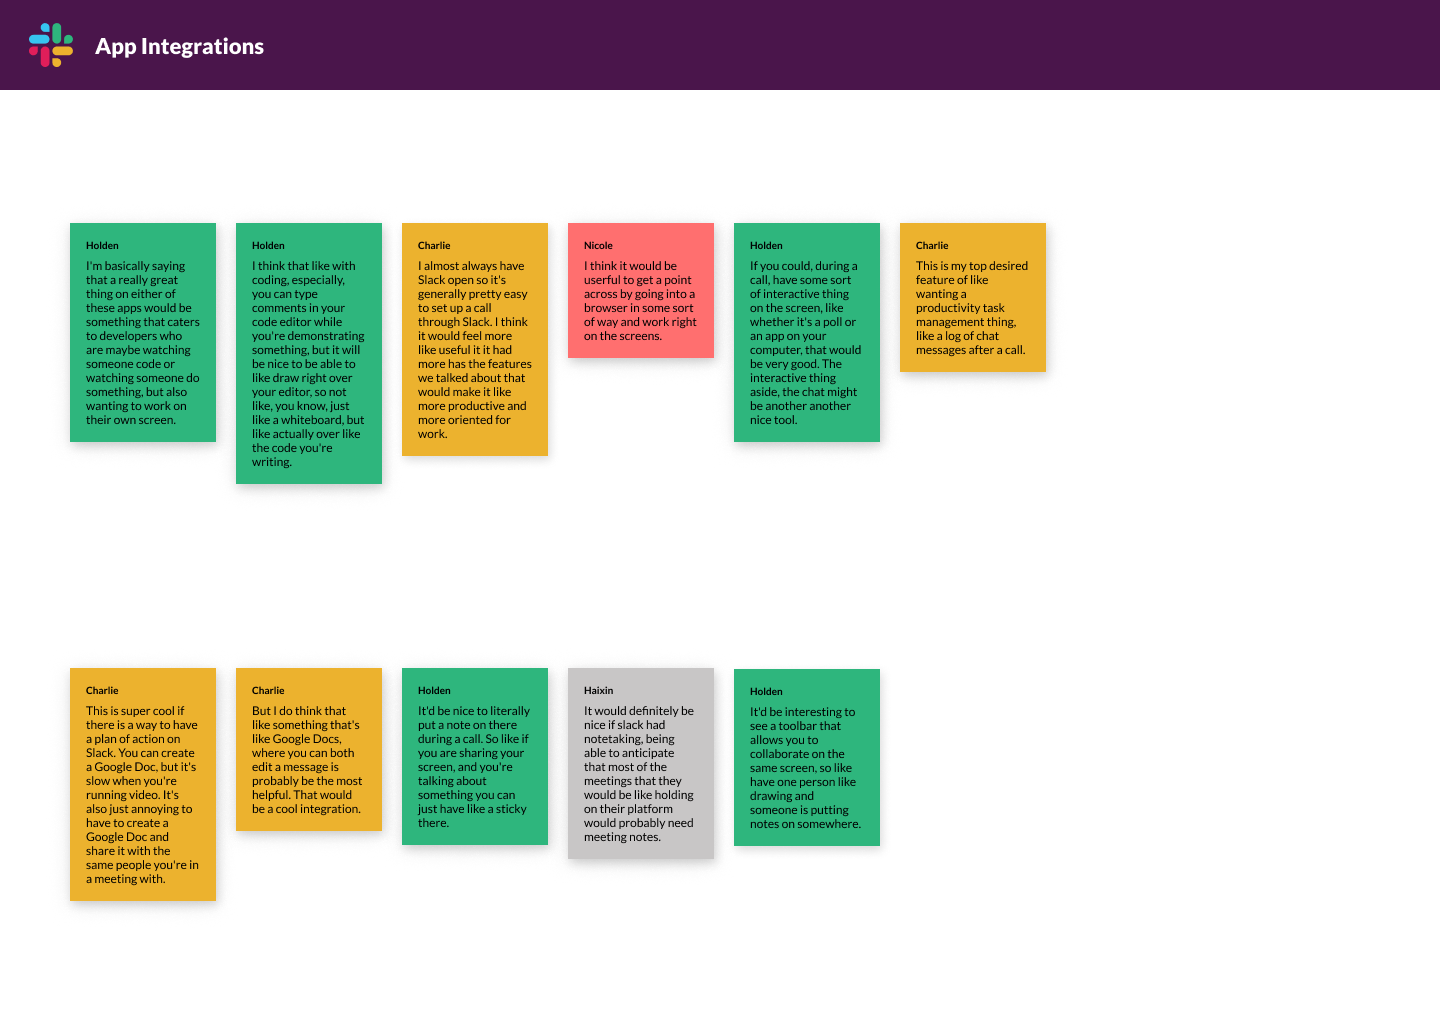 App Integrations
Holden
I'm basically saying
that a really great
thing on either of
these apps would be
something that caters
to developers who
are maybe watching
someone code or
watching someone do
something, but also
wanting to work on
their own screen.
Holden
I think that like with
coding, especially,
you can type
comments in your
code editor while
you're demonstrating
something, but it will
be nice to be able to
like draw right over
your editor, so not
like, you know, just
like a whiteboard, but
like actually over like
the code you're
writing.
Charlie
I almost always have
Slack open so it's
generally pretty easy
to set up a call
through Slack. I think
it would feel more
like useful it it had
more has the features
we talked about that
would make it like
more productive and
more oriented for
work.
Nicole
I think it would be
userful to get a point
across by going into a
browser in some sort
of way and work right
on the screens.
Holden
If you could, during a
call, have some sort
of interactive thing
on the screen, like
whether it's a poll or
an app on your
computer, that would
be very good. The
interactive thing
aside, the chat might
be another another
nice tool.
Charlie
This is my top desired
feature of like
wanting a
productivity task
management thing,
like a log of chat
messages after a call.
Charlie
This is super cool if
there is a way to have
a plan of action on
Slack. You can create
a Google Doc, but it's
slow when you're
running video. It's
also just annoying to
have to create a
Google Doc and
share it with the
same people you're in
a meeting with.
Charlie
But I do think that
like something that's
like Google Docs,
where you can both
edit a message is
probably be the most
helpful. That would
be a cool integration.
Holden
It'd be nice to literally
put a note on there
during a call. So like if
you are sharing your
screen, and you're
talking about
something you can
just have like a sticky
there.
Haixin
It would definitely be
nice if slack had
notetaking, being
able to anticipate
that most of the
meetings that they
would be like holding
on their platform
would probably need
meeting notes.
Holden
It'd be interesting to
see a toolbar that
allows you to
collaborate on the
same screen, so like
have one person like
drawing and
someone is putting
notes on somewhere.